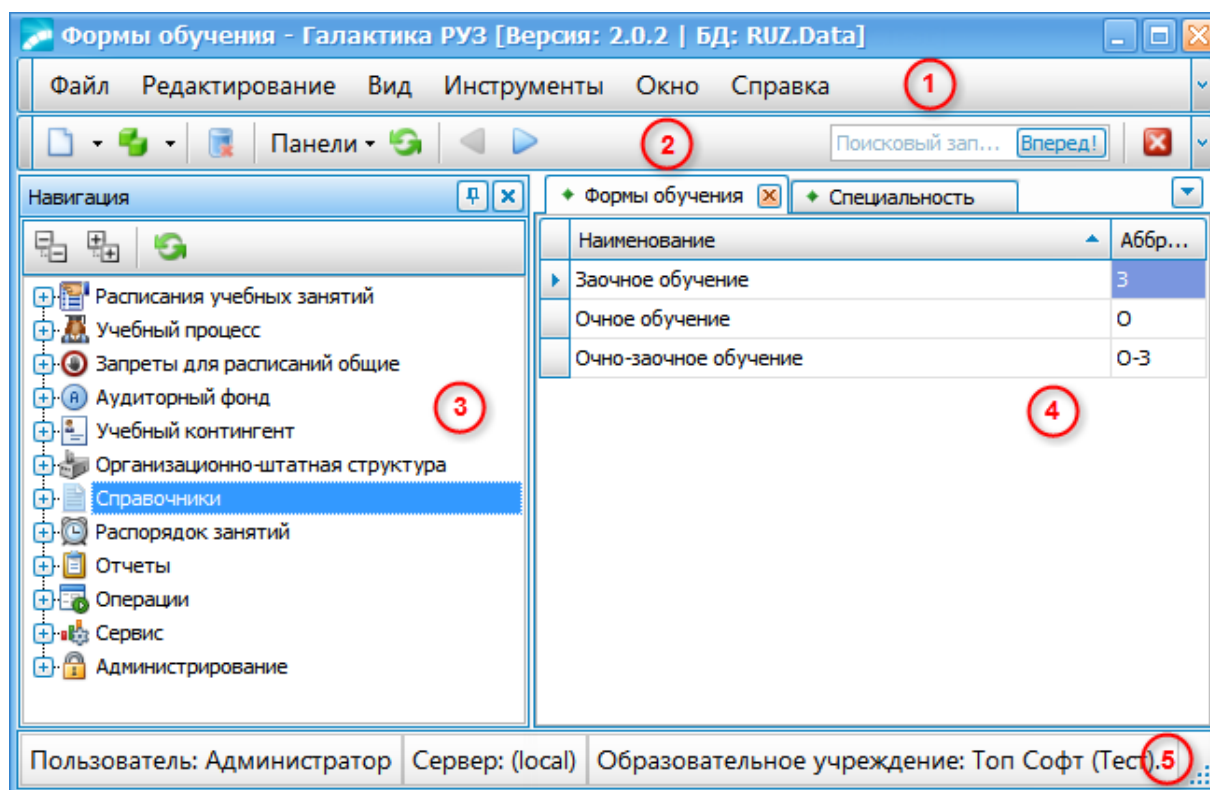 Формы обучения - Галактика РУЗ [Версия: 2.0.2 | БД: RUZ.Data]
Файл Редактирование Вид Инструменты Окно Справка 1
Панели 2 Поисковый зап... Вперед!
Навигация
Формы обучения Специальность
Наименование Аббр...
Заочное обучение З
Очное обучение О
Очно-заочное обучение О-З
4
Расписания учебных занятий
Учебный процесс
Запреты для расписаний общие
Аудиторный фонд 3
Учебный контингент
Организационно-штатная структура
Справочники
Распорядок занятий
Отчеты
Операции
Сервис
Администрирование
Пользователь: Администратор Сервер: (local) Образовательное учреждение: Топ Софт (Тест). 5